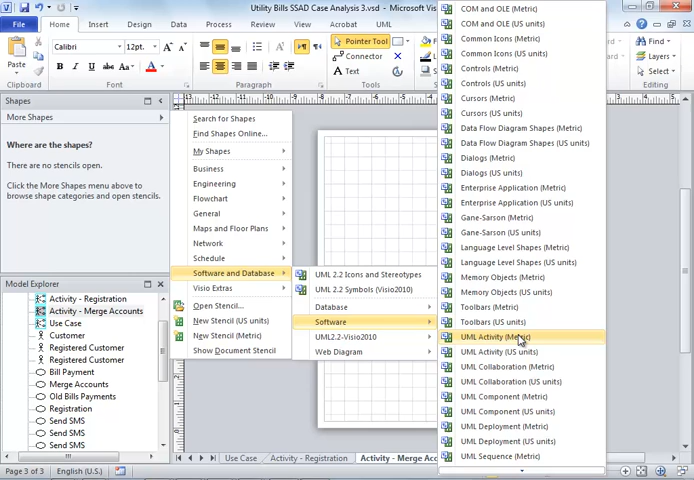 Utility Bills SSAD Case Analysis 3.vsd - Microsoft V
File
Home
Insert
Design
Data
Process
Review
View
Acrobat
UML
Paste
Calibri
12pt.
Pointer Tool
Connector
Text
Find
Layers
Select
Clipboard
Font
Paragraph
Editing
Shapes
More Shapes
Where are the shapes?
There are no stencils open.
Click the More Shapes menu above to
browse shape categories and open
Model Explorer
Activity - Registration
Activity - Merge Accounts
Use Case
Customer
Registered Customer
Registered Customer
Bill Payment
Merge Accounts
Old Bills Payments
Registration
Send SMS
Send SMS
Send SMS
Search for Shapes
Find Shapes Online...
My Shapes
Business
Engineering
Flowchart
General
Maps and Floor Plans
Network
Schedule
Software and Database
Visio Extras
Open Stencil...
New Stencil (US units)
New Stencil (Metric)
Show Document Stencil
UML 2.2 Icons and Stereotypes
UML 2.2 Symbols (Visio2010)
Database
Software
UML2.2-Visio2010
Web Diagram
COM and OLE (Metric)
COM and OLE (US units)
Common Icons (Metric)
Common Icons (US units)
Controls (Metric)
Controls (US units)
Cursors (Metric)
Cursors (US units)
Data Flow Diagram Shapes (Metric)
Data Flow Diagram Shapes (US units)
Dialogs (Metric)
Dialogs (US units)
Enterprise Application (Metric)
Enterprise Application (US units)
Gane-Sarson (Metric)
Gane-Sarson (US units)
Language Level Shapes (Metric)
Language Level Shapes (US units)
Memory Objects (Metric)
Memory Objects (US units)
Toolbars (Metric)
Toolbars (US units)
UML Activity (Metric)
UML Activity (US units)
UML Collaboration (Metric)
UML Collaboration (US units)
UML Component (Metric)
UML Component (US units)
UML Deployment (Metric)
UML Deployment (US units)
UML Sequence (Metric)
Use Case
Activity - Registration
Activity - Merge Acc
Page 3 of 3
English (U.S.)